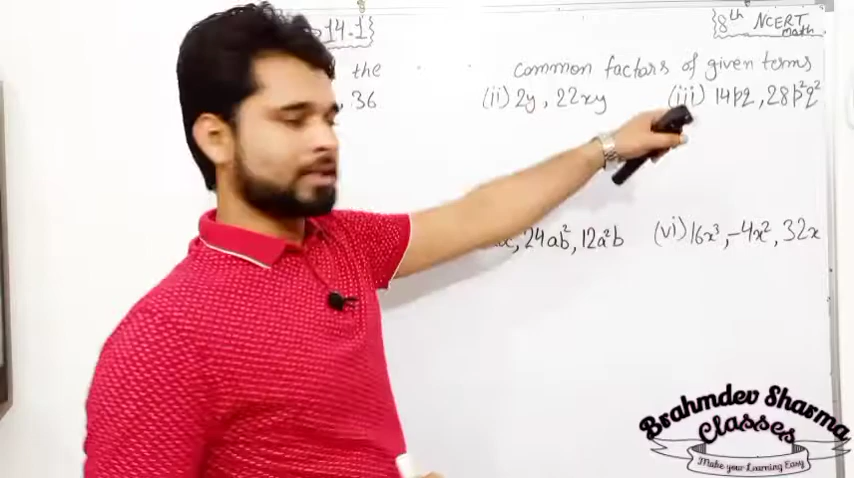 14.1
8th NCERT
Math
the common factors of given terms
, 36 (ii) 2y, 22xy (iii) 14pq, 28p²q²
, 24ab², 12a²b (vi) 16x³, -4x², 32x
Brahmdev Sharma
Classes
Make your Learning Easy